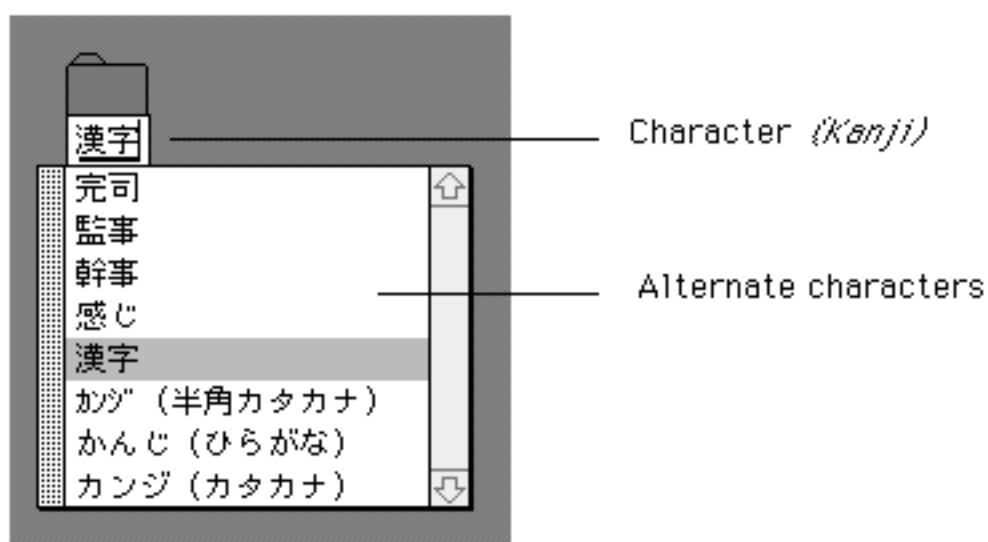 漢字
Character (Kanji)
完司
監事
幹事
感じ
漢字
ｶﾝｼﾞ（半角カタカナ）
かんじ（ひらがな）
カンジ（カタカナ）
Alternate characters